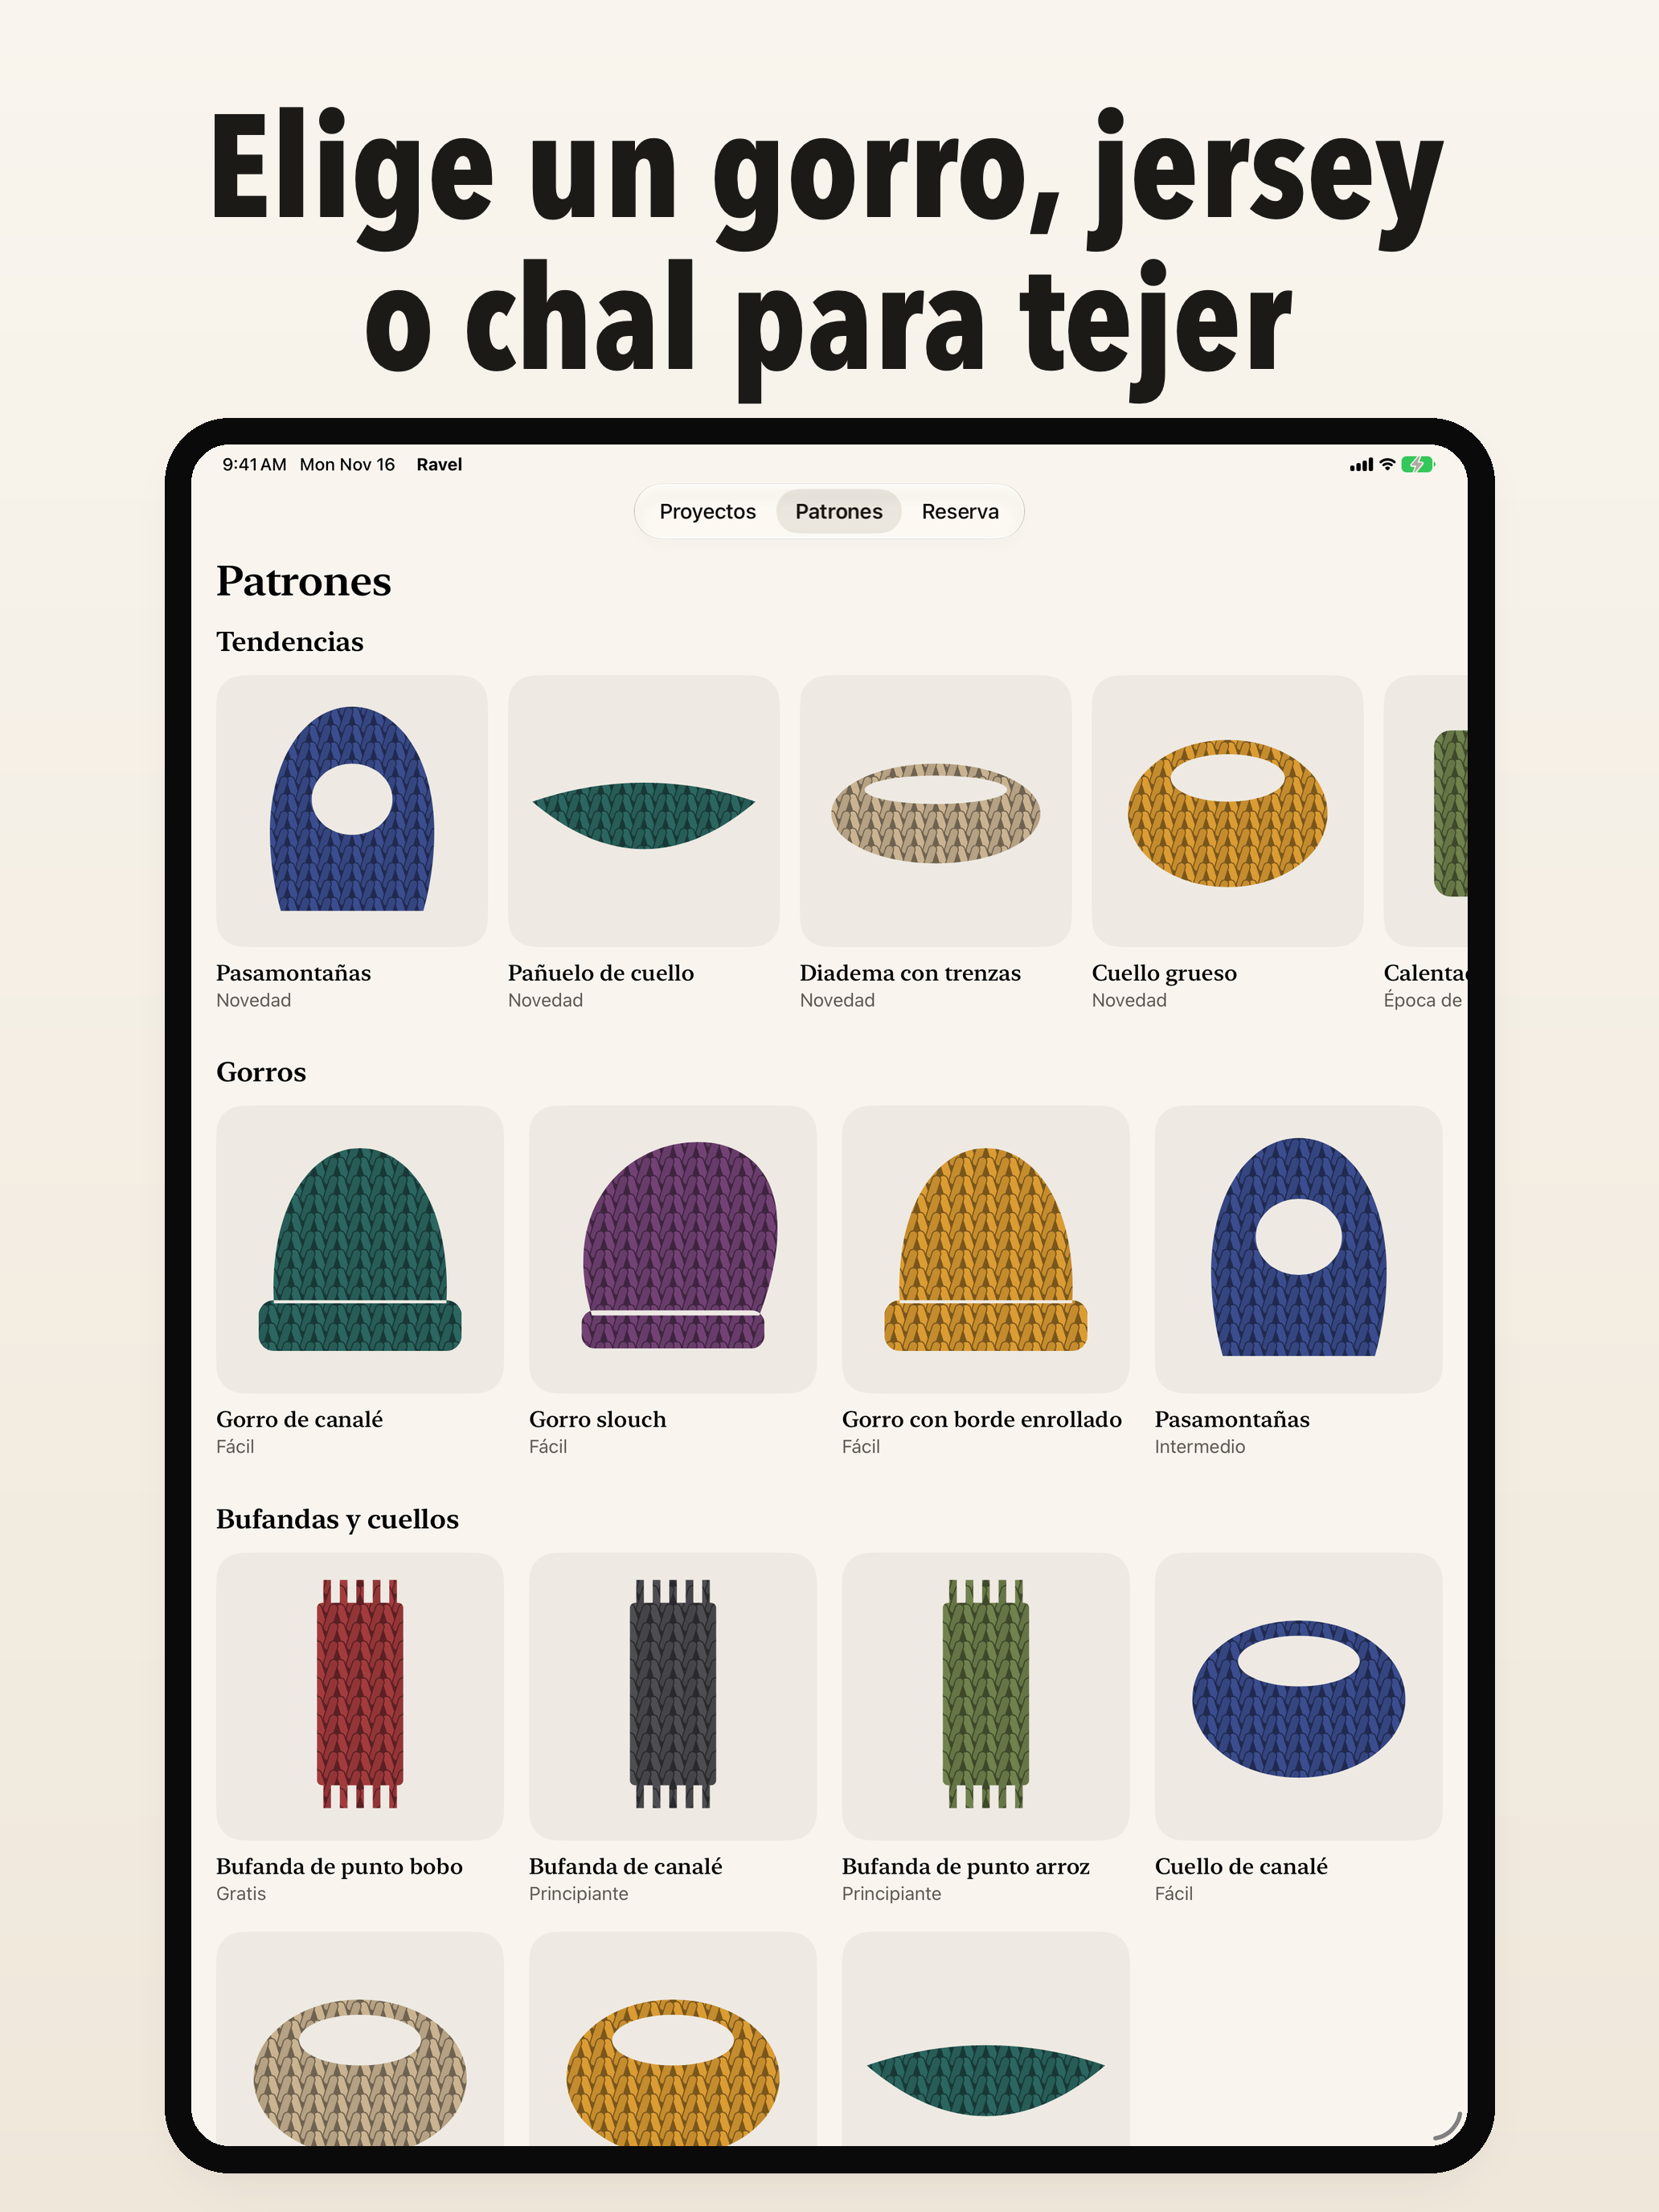 Elige un gorro, jersey
o chal para tejer
9:41 AM Mon Nov 16 Ravel
Proyectos Patrones Reserva
Patrones
Tendencias
Pasamontañas Pañuelo de cuello Diadema con trenzas Cuello grueso
Novedad Novedad Novedad Novedad Época de
Gorros
Gorro de canalé Gorro slouch Gorro con borde enrollado Pasamontañas
Fácil Fácil Fácil Intermedio
Bufandas y cuellos
Bufanda de punto bobo Bufanda de canalé Bufanda de punto arroz Cuello de canalé
Gratis Principiante Principiante Fácil